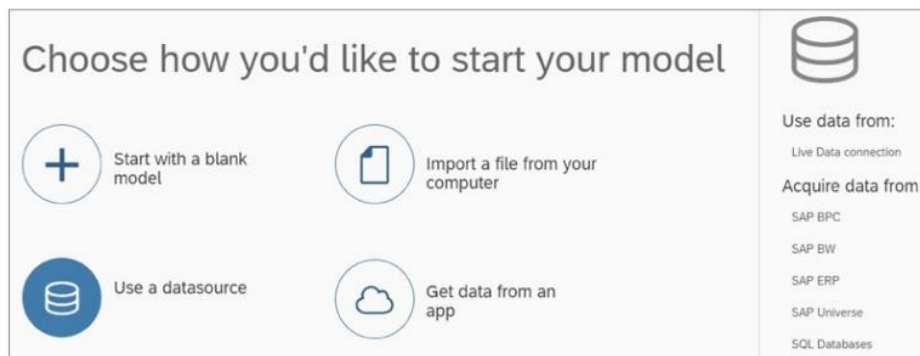 Choose how you'd like to start your model
Start with a blank
model
Import a file from your
computer
Use a datasource
Get data from an
app
Use data from:
Live Data connection
Acquire data from
SAP BPC
SAP BW
SAP ERP
SAP Universe
SQL Databases